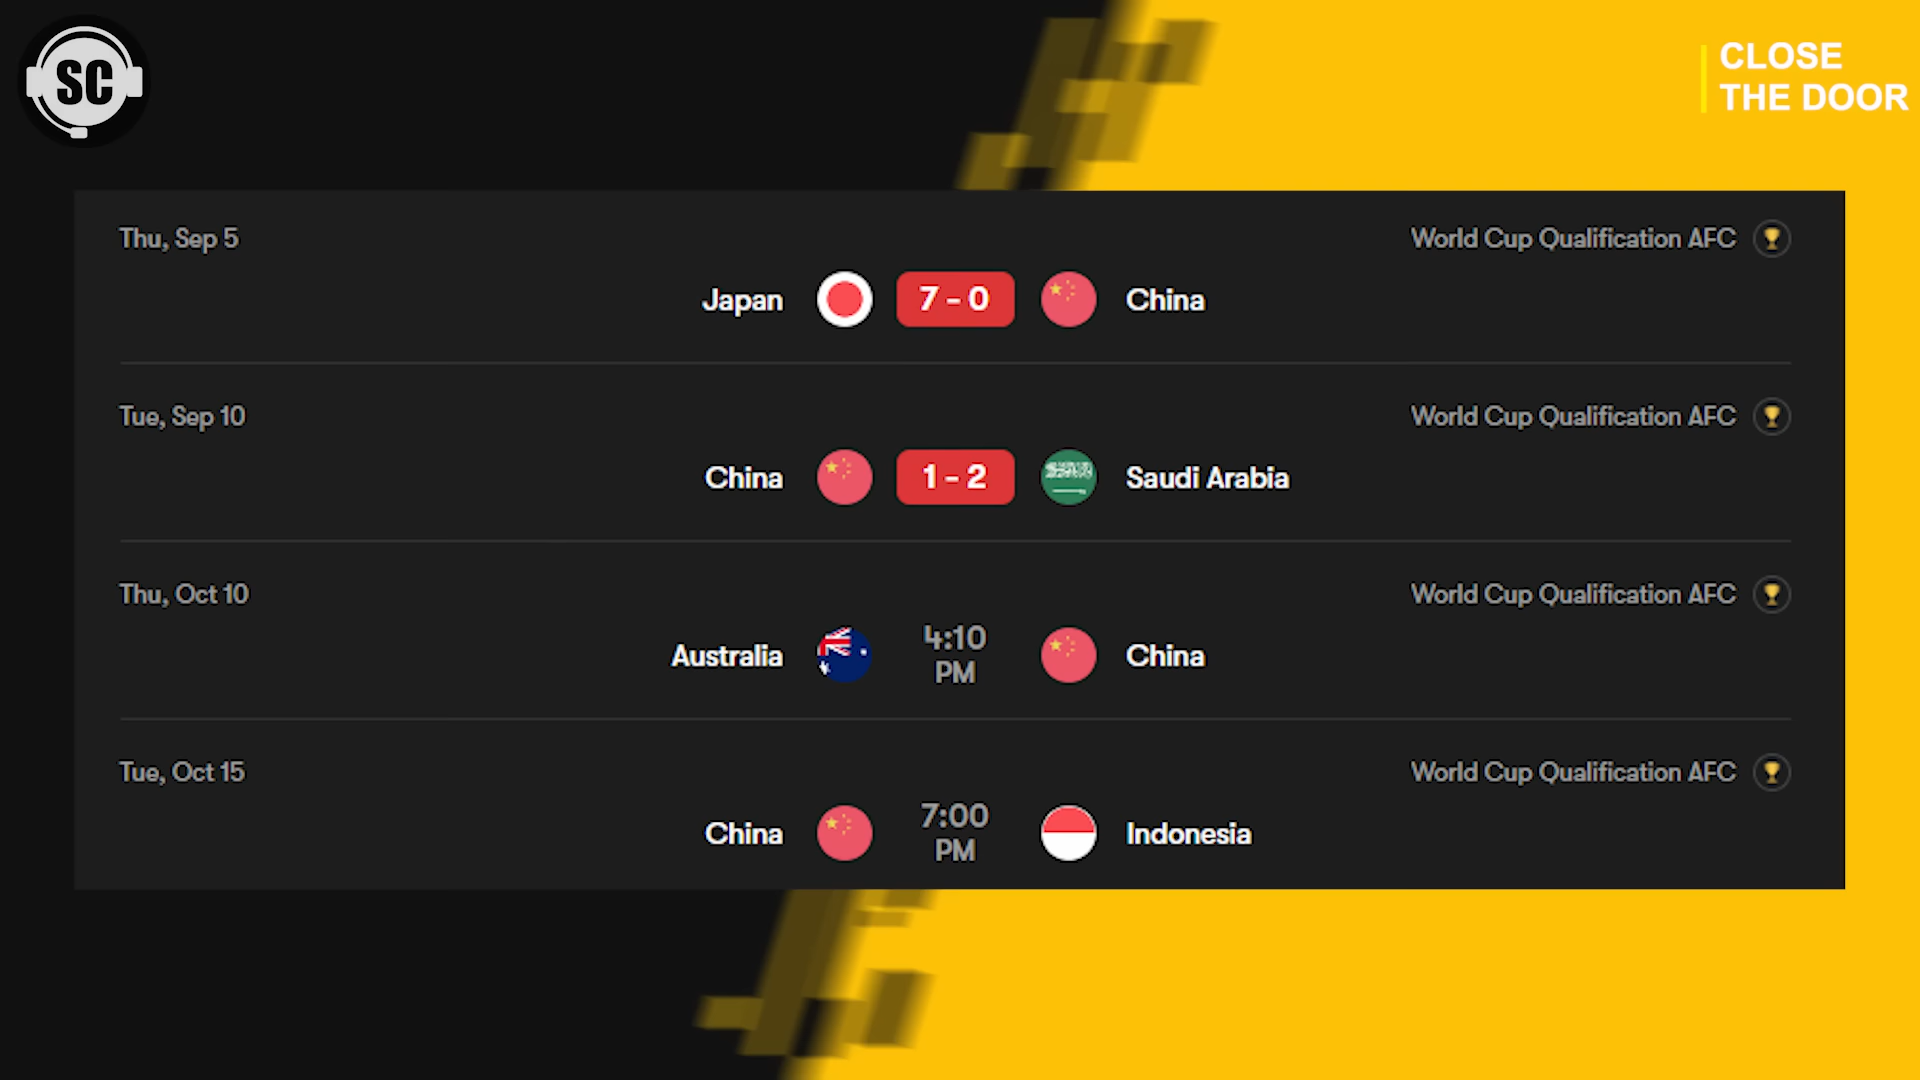 SC
CLOSE
THE DOOR
Thu, Sep 5
World Cup Qualification AFC
Japan 7 - 0 China
Tue, Sep 10
World Cup Qualification AFC
China 1 - 2 Saudi Arabia
Thu, Oct 10
World Cup Qualification AFC
Australia 4:10 PM China
Tue, Oct 15
World Cup Qualification AFC
China 7:00 PM Indonesia